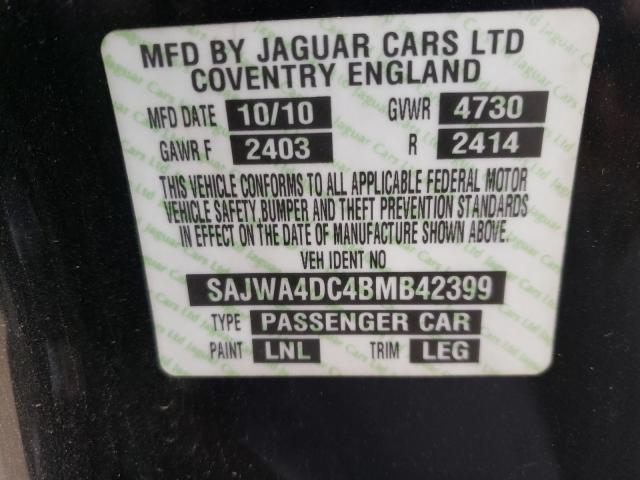 MFD BY JAGUAR CARS LTD
COVENTRY ENGLAND
MFD DATE 10/10 GVWR 4730
GAWR F 2403 R 2414
THIS VEHICLE CONFORMS TO ALL APPLICABLE FEDERAL MOTOR
VEHICLE SAFETY,BUMPER AND THEFT PREVENTION STANDARDS
IN EFFECT ON THE DATE OF MANUFACTURE SHOWN ABOVE.
VEH IDENT NO
SAJWA4DC4BMB42399
TYPE PASSENGER CAR
PAINT LNL TRIM LEG